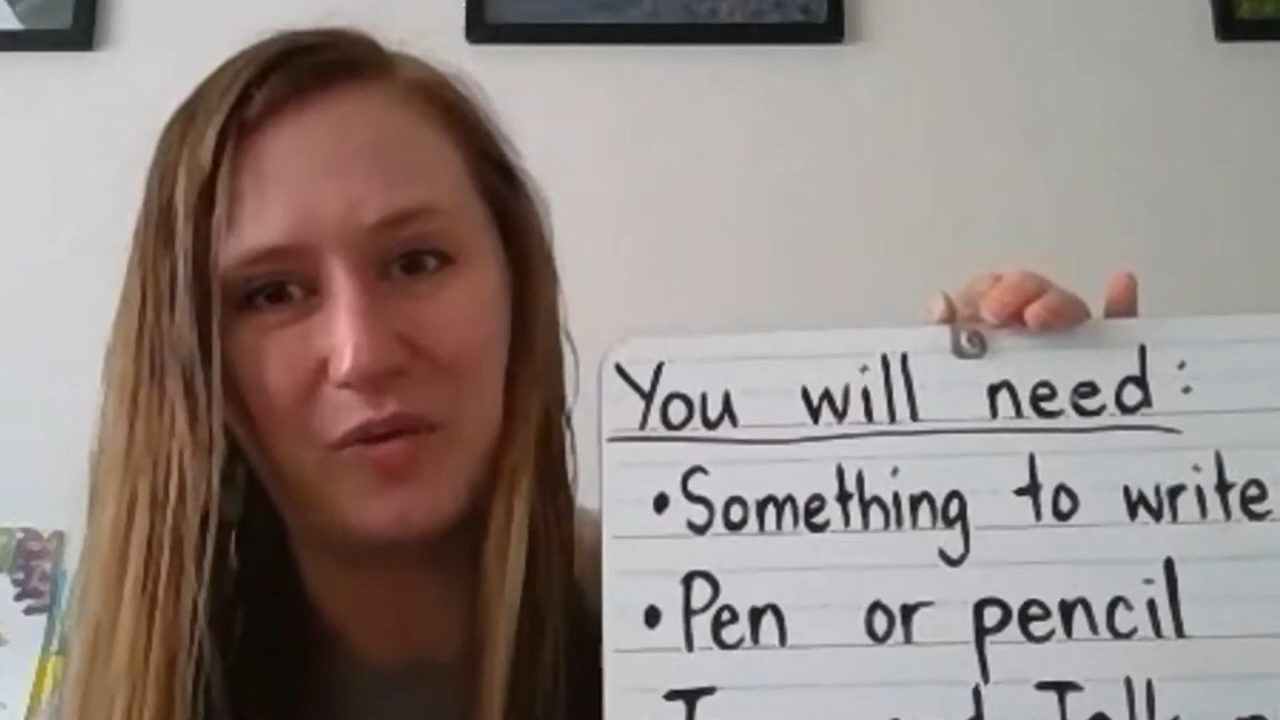 You will need:
•Something to write
•Pen or pencil